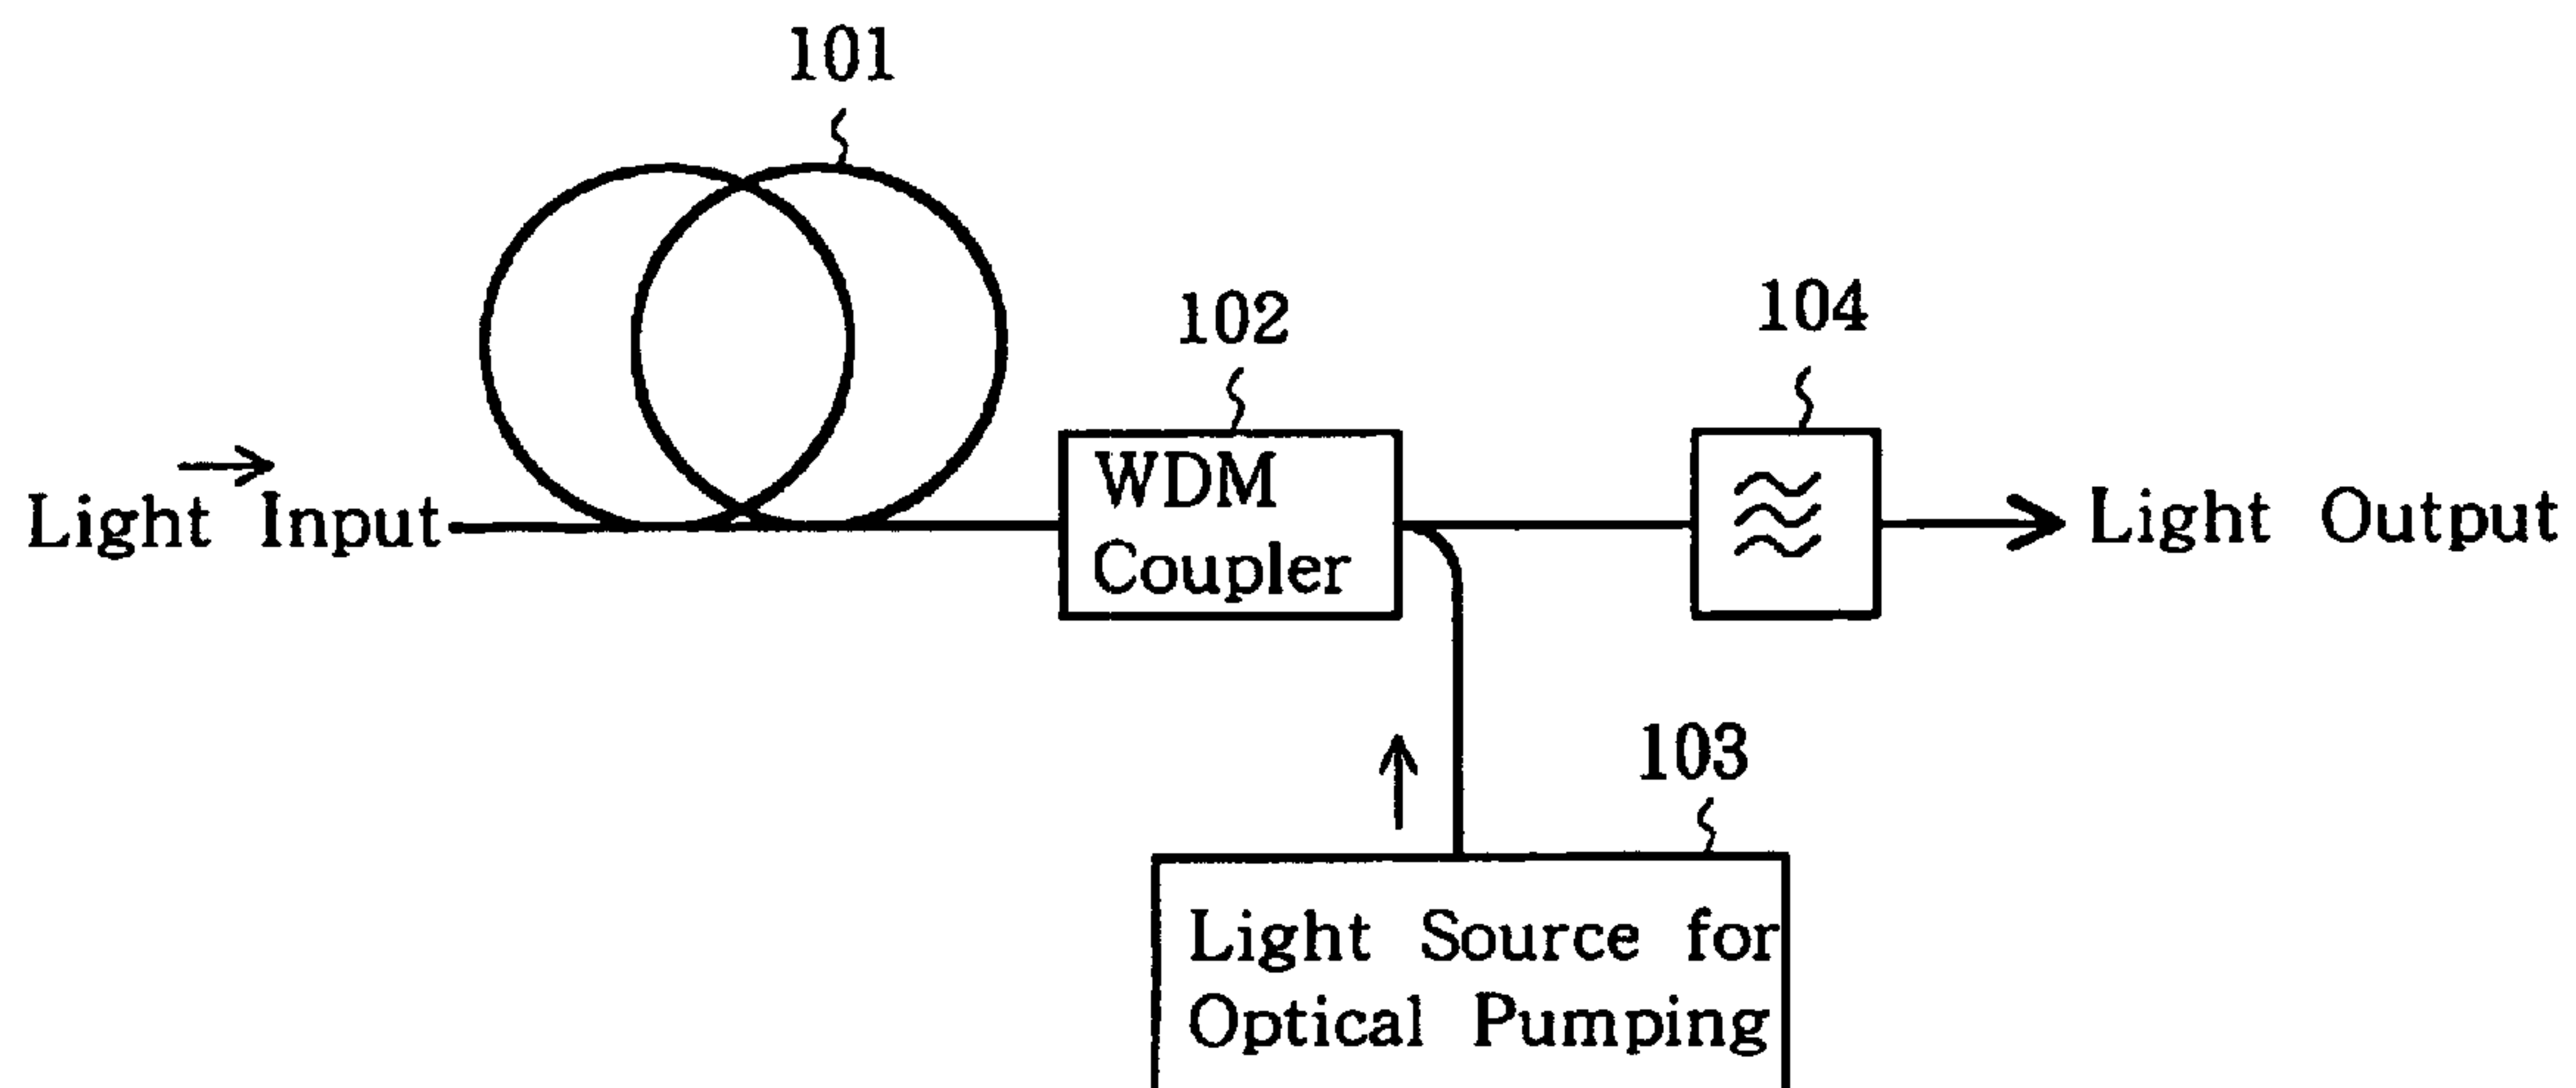 101
102
104
WDM
Coupler
Light Input
Light Output
103
Light Source for
Optical Pumping